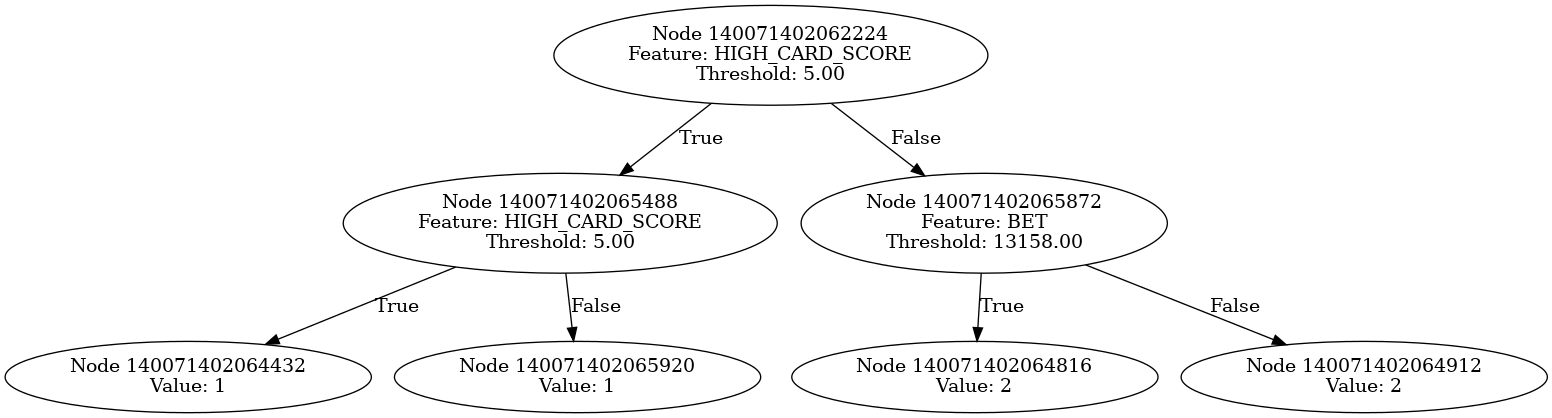 Node 140071402062224
Feature: HIGH_CARD_SCORE
Threshold: 5.00
True
False
Node 140071402065488
Feature: HIGH_CARD_SCORE
Threshold: 5.00
Node 140071402065872
Feature: BET
Threshold: 13158.00
True
False
True
False
Node 140071402064432
Value: 1
Node 140071402065920
Value: 1
Node 140071402064816
Value: 2
Node 140071402064912
Value: 2